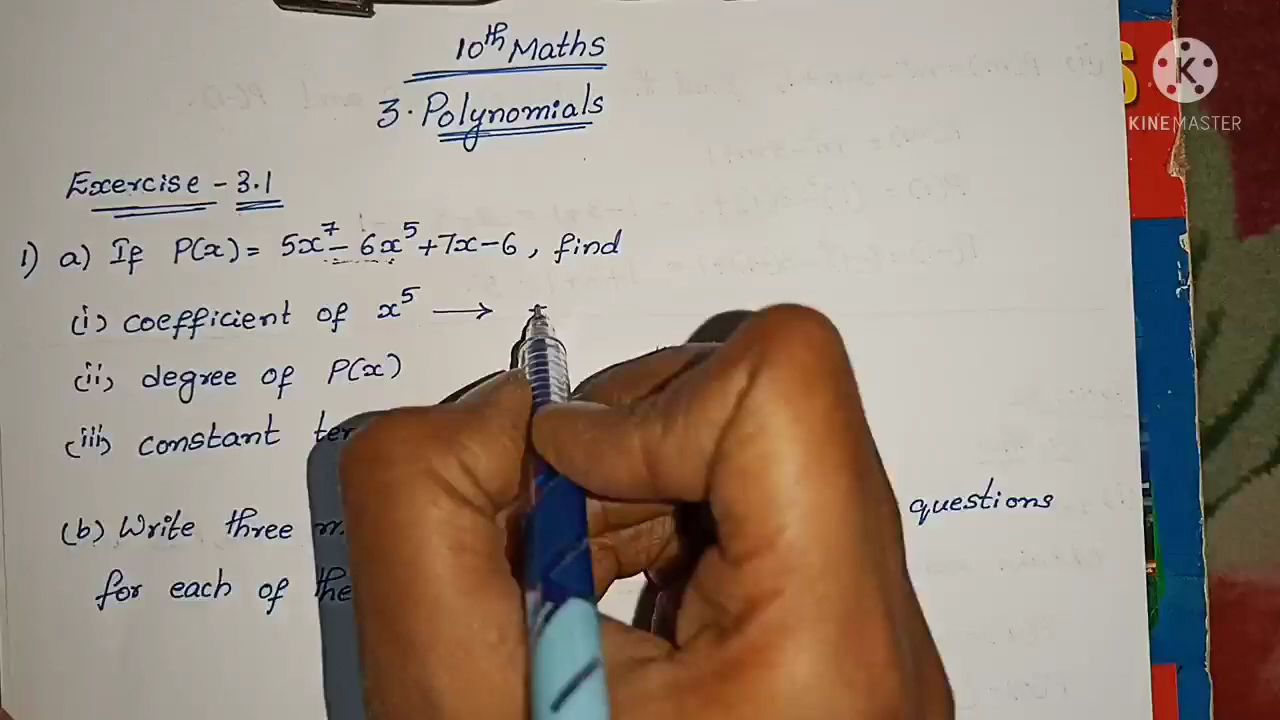 10th Maths
3. Polynomials
Exercise - 3.1
1) a) If P(x) = 5x⁷ - 6x⁵ + 7x - 6, find
(i) coefficient of x⁵ →
(ii) degree of P(x)
(iii) constant
(b) Write three questions
for each of the
KINEMASTER